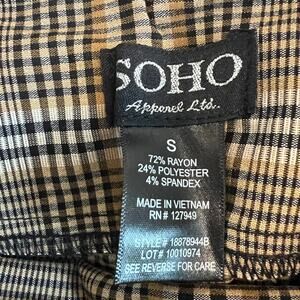 SOHO
Apparel Ltd.
S
72% RAYON
24% POLYESTER
4% SPANDEX
MADE IN VIETNAM
RN# 127949
STYLE# 18878944B
LOT# 10010974
SEE REVERSE FOR CARE